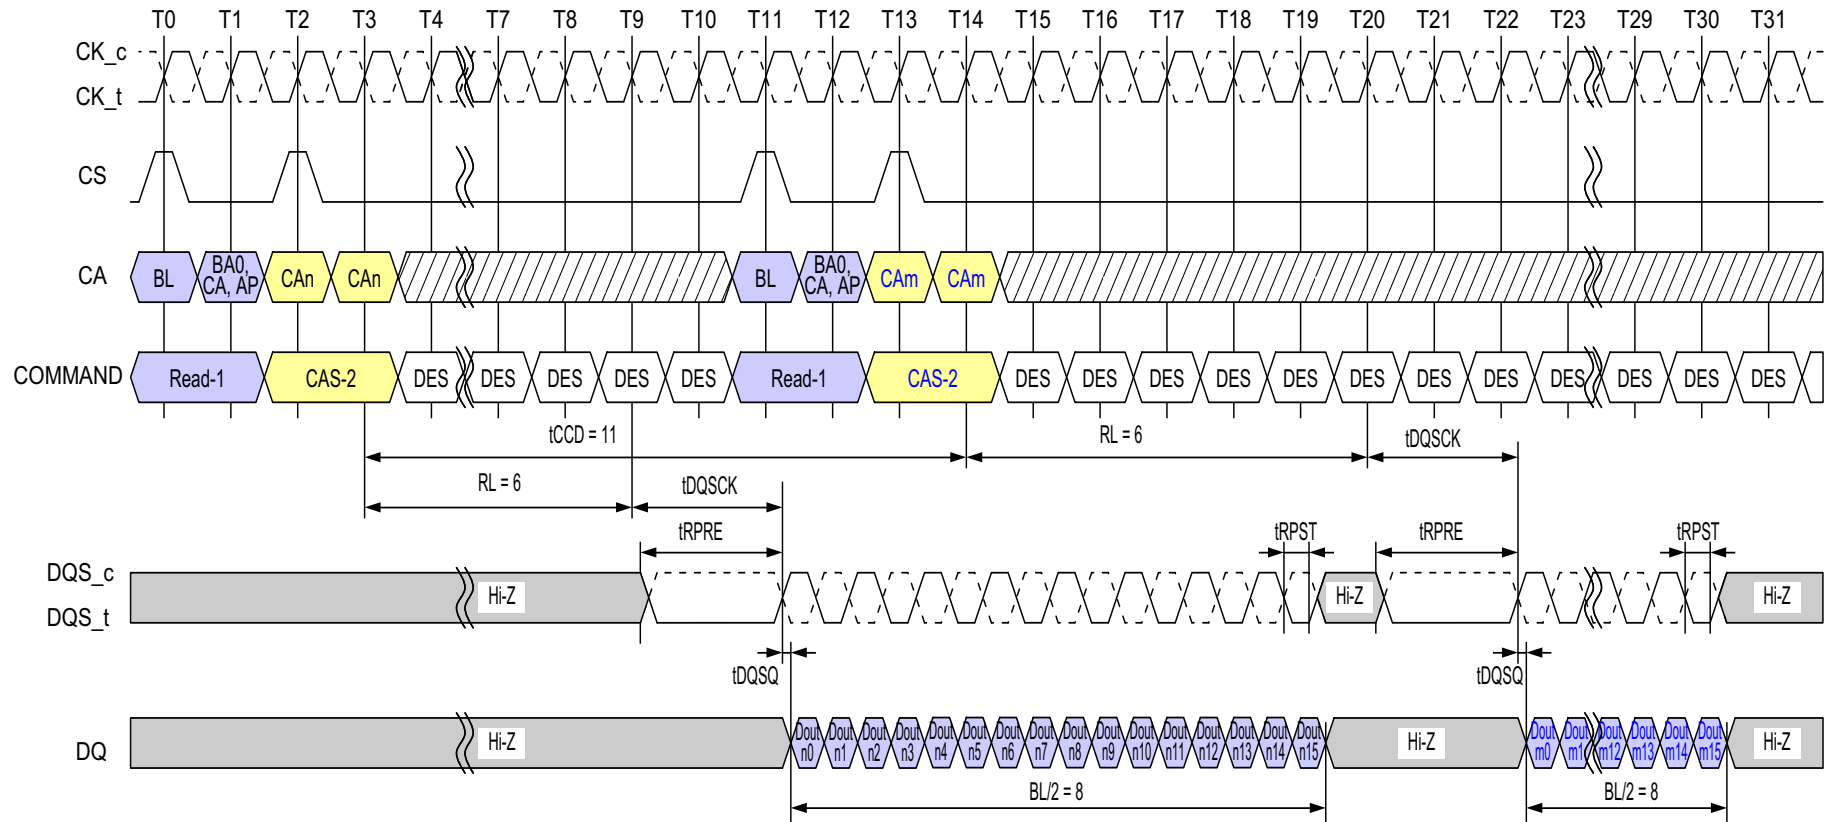 T0 T1 T2 T3 T4 T7 T8 T9 T10 T11 T12 T13 T14 T15 T16 T17 T18 T19 T20 T21 T22 T23 T29 T30 T31
CK_c
CK_t
CS
CA BL BA0, CA, AP CAn CAn BL BA0, CA, AP CAm CAm
COMMAND Read-1 CAS-2 DES DES DES DES DES Read-1 CAS-2 DES DES DES DES DES DES DES DES DES DES DES DES
tCCD = 11 RL = 6 tDQSCK
RL = 6 tDQSCK
tRPRE tRPST tRPRE tRPST
DQS_c
Hi-Z Hi-Z Hi-Z
DQS_t
tDQSQ tDQSQ
DQ Hi-Z Dout n0 Dout n1 Dout n2 Dout n3 Dout n4 Dout n5 Dout n6 Dout n7 Dout n8 Dout n9 Dout n10 Dout n11 Dout n12 Dout n13 Dout n14 Dout n15 Hi-Z Dout m0 Dout m1 Dout m12 Dout m13 Dout m14 Dout m15 Hi-Z
BL/2 = 8 BL/2 = 8